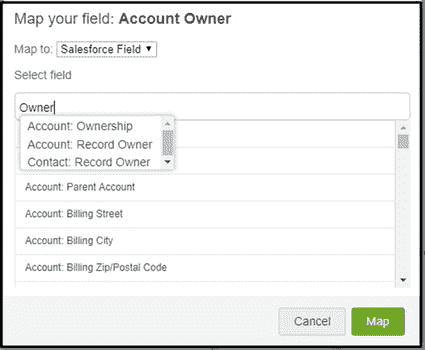 Map your field: Account Owner
Map to: Salesforce Field
Select field
Owner
Account: Ownership
Account: Record Owner
Contact: Record Owner
Account: Parent Account
Account: Billing Street
Account: Billing City
Account: Billing Zip/Postal Code
Cancel Map